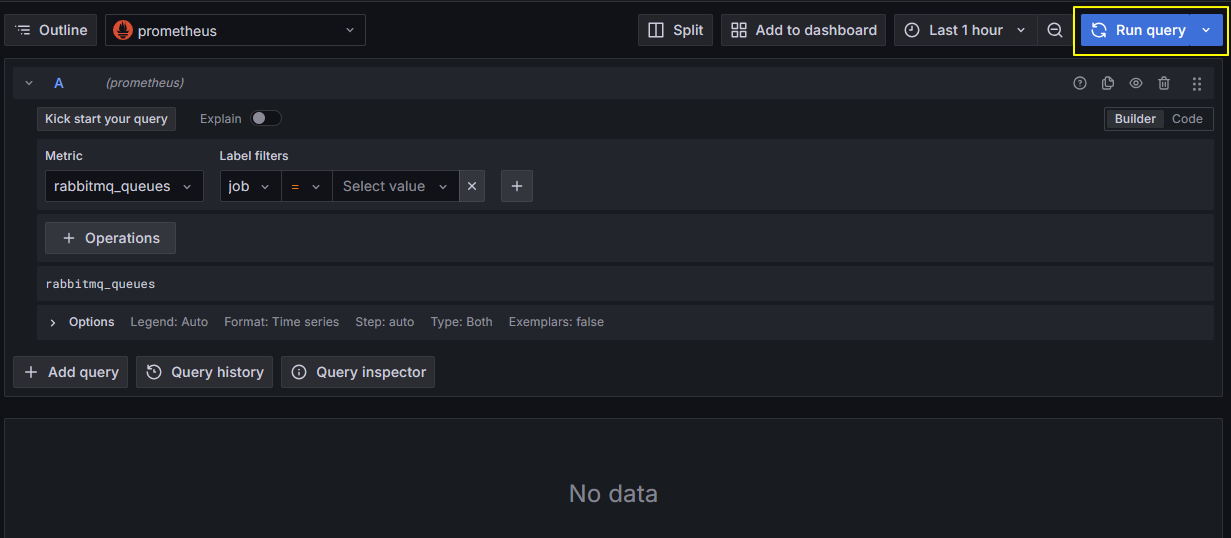 Outline prometheus Split Add to dashboard Last 1 hour Run query
A (prometheus)
Kick start your query Explain Builder Code
Metric Label filters
rabbitmq_queues job = Select value
Operations
rabbitmq_queues
Options Legend: Auto Format: Time series Step: auto Type: Both Exemplars: false
Add query Query history Query inspector
No data